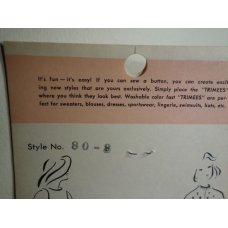 It's fun — it's easy! If you can sew a button, you can create excit-
ing new styles that are yours exclusively. Simply place the "TRIMEES"
where you think they look best. Washable color fast "TRIMEES" are per-
fect for sweaters, blouses, dresses, sportswear, lingerie, swimsuits, hats, etc.
Style No. 80-8